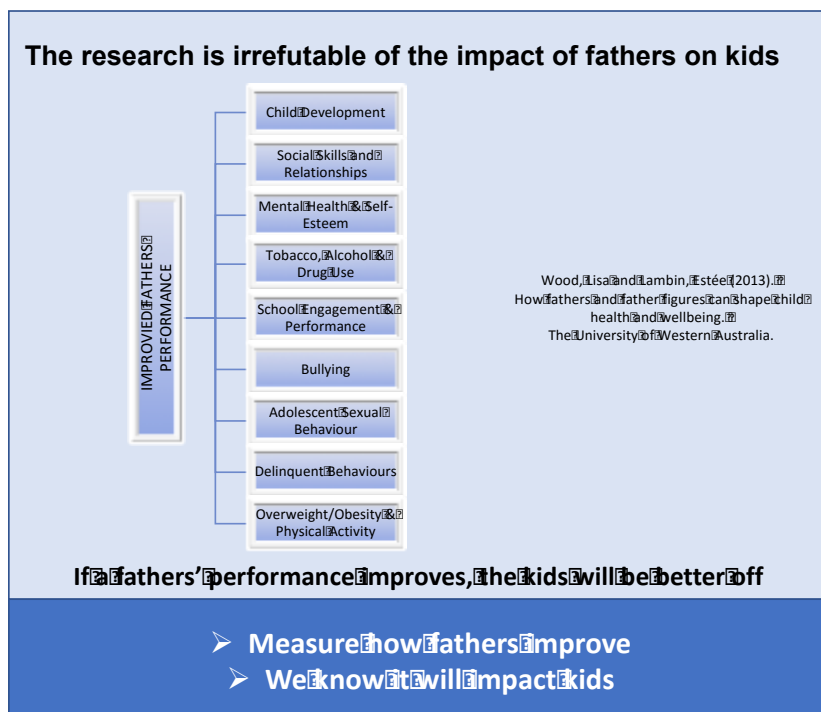 The research is irrefutable of the impact of fathers on kids
IMPROVIED FATHERS
PERFORMANCE
Child Development
Social Skills and
Relationships
Mental Health & Self-
Esteem
Tobacco, Alcohol &
Drug Use
School Engagement &
Performance
Bullying
Adolescent Sexual
Behaviour
Delinquent Behaviours
Overweight/Obesity &
Physical Activity
Wood, Lisa and Lambin, Estée (2013).
How fathers and father figures can shape child
health and wellbeing.
The University of Western Australia.
If a fathers' performance improves, the kids will be better off
➢ Measure how fathers improve
➢ We know it will impact kids